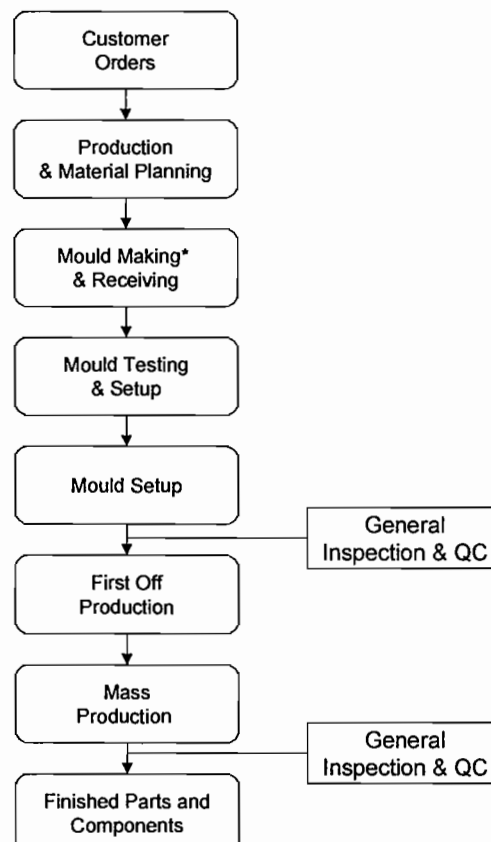 Customer
Orders
Production
& Material Planning
Mould Making*
& Receiving
Mould Testing
& Setup
Mould Setup
General
Inspection & QC
First Off
Production
Mass
Production
General
Inspection & QC
Finished Parts and
Components